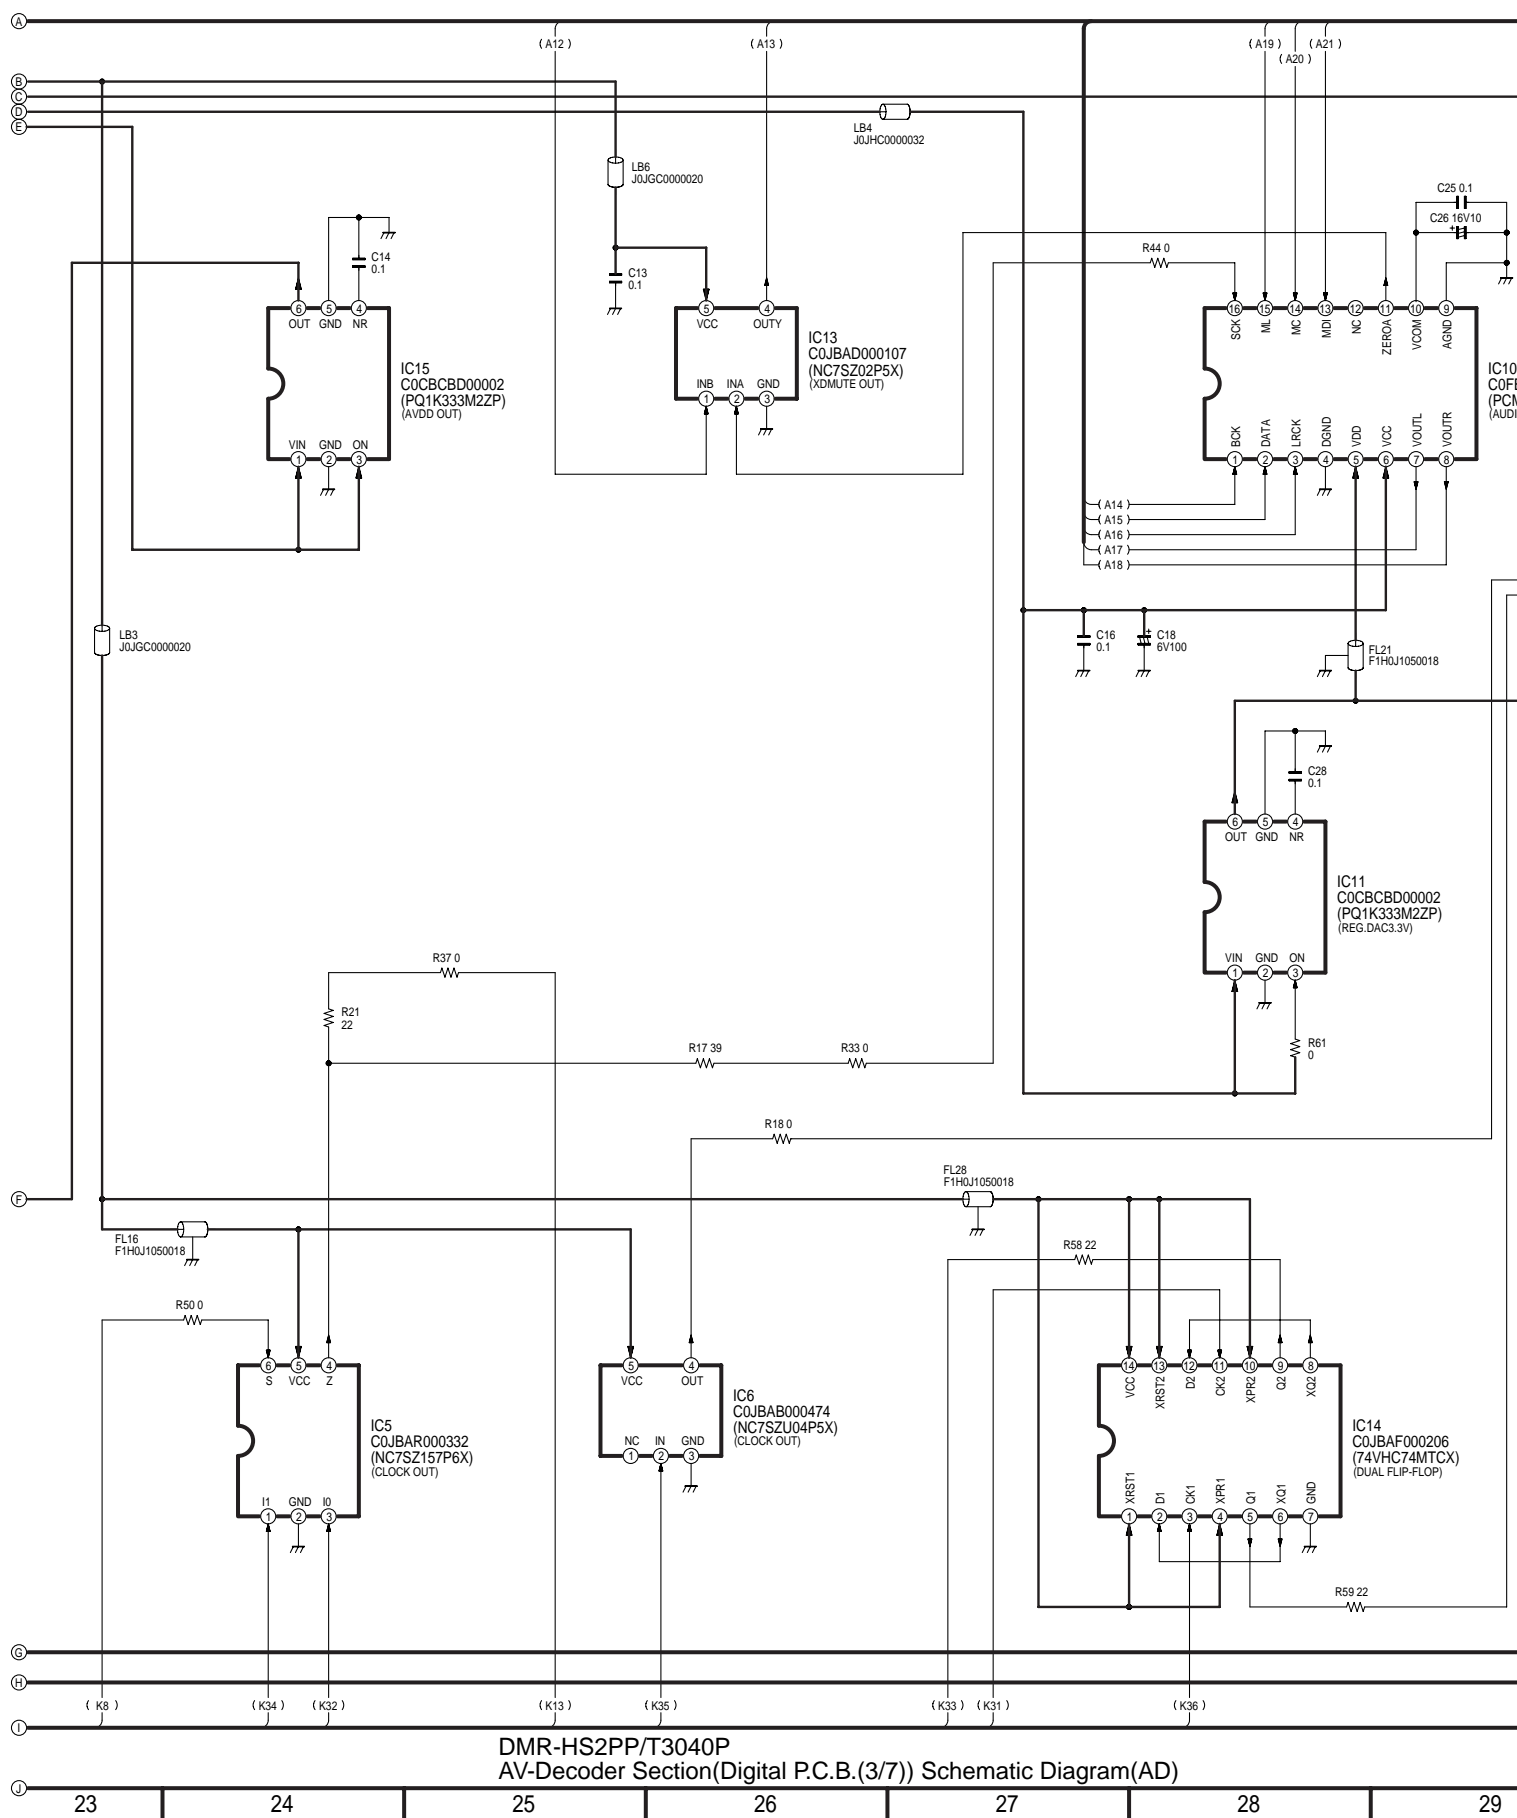 A
( A12 )
( A13 )
( A19 )
( A20 )
( A21 )
B
C
D
E
LB4
J0JHC0000032
LB6
J0JGC0000020
C25 0.1
C26 16V10
+
R44 0
C14
0.1
C13
0.1
6 5 4
OUT GND NR
5 4
VCC OUTY
16 15 14 13 12 11 10 9
SCK ML MC MDI NC ZEROA VCOM AGND
IC15
C0CBCBD00002
(PQ1K333M2ZP)
(AVDD OUT)
IC13
C0JBAD000107
(NC7SZ02P5X)
(XDMUTE OUT)
IC10
C0FE
(PCM
(AUDI
INB INA GND
1 2 3
VIN GND ON
1 2 3
BCK DATA LRCK DGND VDD VCC VOUTL VOUTR
1 2 3 4 5 6 7 8
( A14 )
( A15 )
( A16 )
( A17 )
( A18 )
LB3
J0JGC0000020
C16
0.1
+
C18
6V100
FL21
F1H0J1050018
C28
0.1
6 5 4
OUT GND NR
IC11
C0CBCBD00002
(PQ1K333M2ZP)
(REG.DAC3.3V)
VIN GND ON
1 2 3
R37 0
R21
22
R17 39
R33 0
R61
0
R18 0
F
FL28
F1H0J1050018
FL16
F1H0J1050018
R58 22
R50 0
6 5 4
S VCC Z
5 4
VCC OUT
14 13 12 11 10 9 8
VCC XRST2 D2 CK2 XPR2 Q2 XQ2
IC5
C0JBAR000332
(NC7SZ157P6X)
(CLOCK OUT)
IC6
C0JBAB000474
(NC7SZU04P5X)
(CLOCK OUT)
IC14
C0JBAF000206
(74VHC74MTCX)
(DUAL FLIP-FLOP)
NC IN GND
1 2 3
I1 GND I0
1 2 3
XRST1 D1 CK1 XPR1 Q1 XQ1 GND
1 2 3 4 5 6 7
R59 22
G
H
( K8 )
( K34 )
( K32 )
( K13 )
( K35 )
( K33 )
( K31 )
( K36 )
I
DMR-HS2PP/T3040P
AV-Decoder Section(Digital P.C.B.(3/7)) Schematic Diagram(AD)
J
23 24 25 26 27 28 29